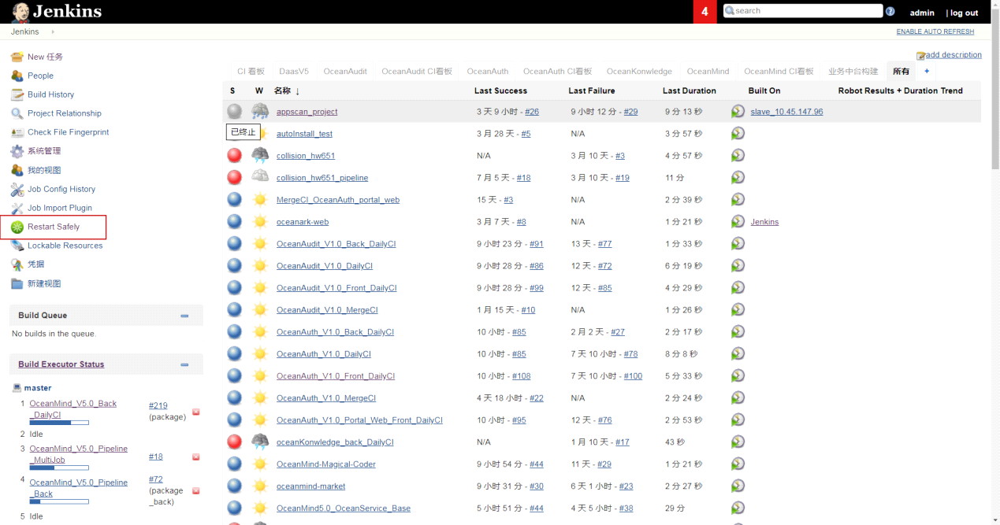 Jenkins
4
search
admin
| log out
Jenkins
ENABLE AUTO REFRESH
New 任务
People
Build History
Project Relationship
Check File Fingerprint
系统管理
我的视图
Job Config History
Job Import Plugin
Restart Safely
Lockable Resources
凭据
新建视图
Build Queue
No builds in the queue.
Build Executor Status
master
1 OceanMind_V5.0_Back #219
_DailyCI (package)
2 Idle
3 OceanMind_V5.0_Pipeline #18
_MultiJob
4 OceanMind_V5.0_Pipeline #72
_Back (package
_back)
5 Idle
add description
CI 看板 DaasV5 OceanAudit OceanAudit CI看板 OceanAuth OceanAuth CI看板 OceanKonwledge OceanMind OceanMind CI看板 业务中台构建 所有 +
S W 名称 ↓ Last Success Last Failure Last Duration Built On Robot Results + Duration Trend
appscan_project 3 天 9 小时 - #26 9 小时 12 分 - #29 9 分 13 秒 slave_10.45.147.96
已终止
autoInstall_test 3 月 28 天 - #5 N/A 3 分 57 秒
collision_hw651 N/A 3 月 10 天 - #3 4 分 57 秒
collision_hw651_pipeline 7 月 5 天 - #18 3 月 10 天 - #19 11 分
MergeCI_OceanAuth_portal_web 15 天 - #3 N/A 2 分 39 秒
oceanark-web 3 月 7 天 - #8 N/A 1 分 21 秒 Jenkins
OceanAudit_V1.0_Back_DailyCI 9 小时 23 分 - #91 13 天 - #77 1 分 33 秒
OceanAudit_V1.0_DailyCI 9 小时 28 分 - #86 12 天 - #72 6 分 19 秒
OceanAudit_V1.0_Front_DailyCI 9 小时 28 分 - #99 12 天 - #85 4 分 29 秒
OceanAudit_V1.0_MergeCI 1 月 15 天 - #10 N/A 1 分 26 秒
OceanAuth_V1.0_Back_DailyCI 10 小时 - #85 2 月 2 天 - #27 2 分 17 秒
OceanAuth_V1.0_DailyCI 10 小时 - #85 7 天 10 小时 - #78 8 分 8 秒
OceanAuth_V1.0_Front_DailyCI 10 小时 - #108 7 天 10 小时 - #100 5 分 33 秒
OceanAuth_V1.0_MergeCI 4 天 18 小时 - #22 N/A 2 分 24 秒
OceanAuth_V1.0_Portal_Web_Front_DailyCI 10 小时 - #95 12 天 - #76 2 分 53 秒
oceanKonwledge_back_DailyCI N/A 1 月 10 天 - #17 43 秒
OceanMind-Magical-Coder 9 小时 54 分 - #44 11 天 - #29 1 分 21 秒
oceanmind-market 9 小时 31 分 - #30 6 天 1 小时 - #23 2 分 27 秒
OceanMind5.0_OceanService_Base 5 小时 51 分 - #44 4 天 5 小时 - #38 29 分